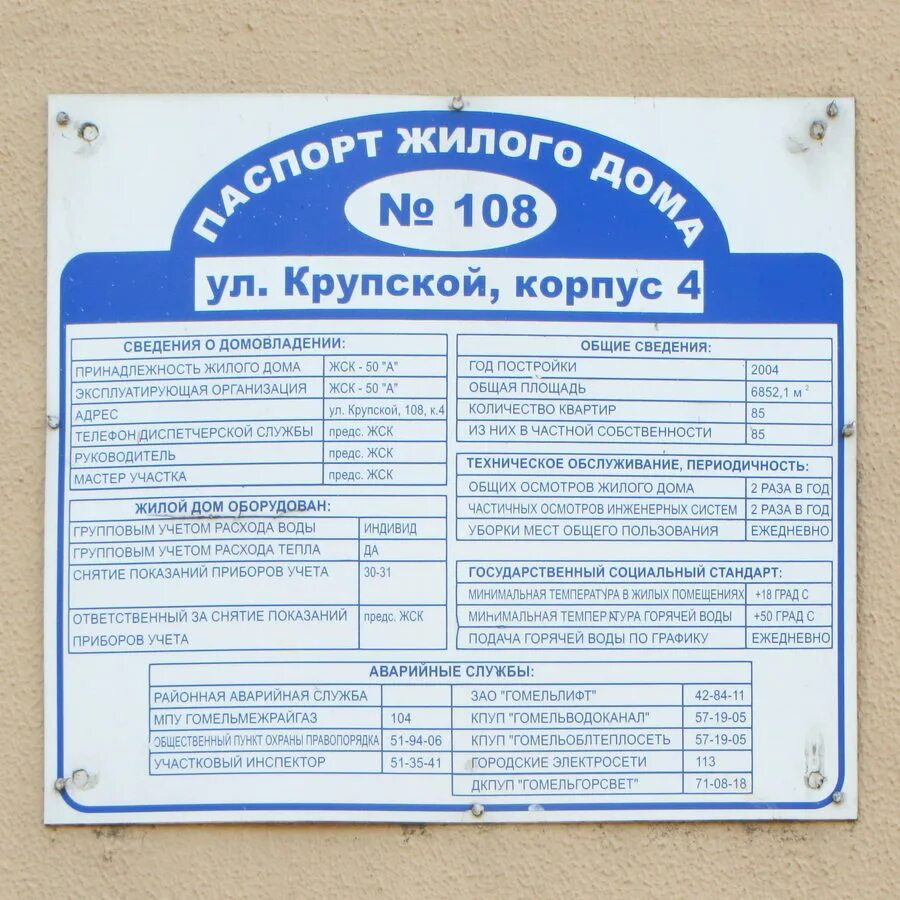 ПАСПОРТ ЖИЛОГО ДОМА
№ 108
ул. Крупской, корпус 4
СВЕДЕНИЯ О ДОМОВЛАДЕНИИ:
ПРИНАДЛЕЖНОСТЬ ЖИЛОГО ДОМА ЖСК - 50 "А"
ЭКСПЛУАТИРУЮЩАЯ ОРГАНИЗАЦИЯ ЖСК - 50 "А"
АДРЕС ул. Крупской, 108, к.4
ТЕЛЕФОН ДИСПЕТЧЕРСКОЙ СЛУЖБЫ предс. ЖСК
РУКОВОДИТЕЛЬ предс. ЖСК
МАСТЕР УЧАСТКА предс. ЖСК
ЖИЛОЙ ДОМ ОБОРУДОВАН:
ГРУППОВЫМ УЧЕТОМ РАСХОДА ВОДЫ ИНДИВИД
ГРУППОВЫМ УЧЕТОМ РАСХОДА ТЕПЛА ДА
СНЯТИЕ ПОКАЗАНИЙ ПРИБОРОВ УЧЕТА 30-31
ОТВЕТСТВЕННЫЙ ЗА СНЯТИЕ ПОКАЗАНИЙ предс. ЖСК
ПРИБОРОВ УЧЕТА
ОБЩИЕ СВЕДЕНИЯ:
ГОД ПОСТРОЙКИ 2004
ОБЩАЯ ПЛОЩАДЬ 6852,1 м²
КОЛИЧЕСТВО КВАРТИР 85
ИЗ НИХ В ЧАСТНОЙ СОБСТВЕННОСТИ 85
ТЕХНИЧЕСКОЕ ОБСЛУЖИВАНИЕ, ПЕРИОДИЧНОСТЬ:
ОБЩИХ ОСМОТРОВ ЖИЛОГО ДОМА 2 РАЗА В ГОД
ЧАСТИЧНЫХ ОСМОТРОВ ИНЖЕНЕРНЫХ СИСТЕМ 2 РАЗА В ГОД
УБОРКИ МЕСТ ОБЩЕГО ПОЛЬЗОВАНИЯ ЕЖЕДНЕВНО
ГОСУДАРСТВЕННЫЙ СОЦИАЛЬНЫЙ СТАНДАРТ:
МИНИМАЛЬНАЯ ТЕМПЕРАТУРА В ЖИЛЫХ ПОМЕЩЕНИЯХ +18 ГРАД С
МИНИМАЛЬНАЯ ТЕМПЕРАТУРА ГОРЯЧЕЙ ВОДЫ +50 ГРАД С
ПОДАЧА ГОРЯЧЕЙ ВОДЫ ПО ГРАФИКУ ЕЖЕДНЕВНО
АВАРИЙНЫЕ СЛУЖБЫ:
РАЙОННАЯ АВАРИЙНАЯ СЛУЖБА
МПУ ГОМЕЛЬМЕЖРАЙГАЗ 104
ОБЩЕСТВЕННЫЙ ПУНКТ ОХРАНЫ ПРАВОПОРЯДКА 51-94-06
УЧАСТКОВЫЙ ИНСПЕКТОР 51-35-41
ЗАО "ГОМЕЛЬЛИФТ" 42-84-11
КПУП "ГОМЕЛЬВОДОКАНАЛ" 57-19-05
КПУП "ГОМЕЛЬОБЛТЕПЛОСЕТЬ 57-19-05
ГОРОДСКИЕ ЭЛЕКТРОСЕТИ 113
ДКПУП "ГОМЕЛЬГОРСВЕТ" 71-08-18